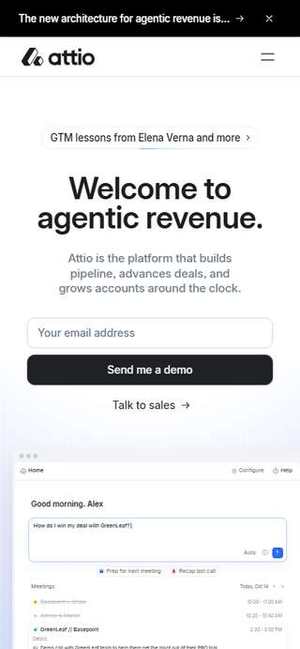 The new architecture for agentic revenue is...
attio
GTM lessons from Elena Verna and more
Welcome to
agentic revenue.
Attio is the platform that builds
pipeline, advances deals, and
grows accounts around the clock.
Your email address
Send me a demo
Talk to sales
Home
Configure
Help
Good morning, Alex
How do I win my deal with GreenLeaf?
Auto
Prep for next meeting
Recap last call
Meetings
Today, Oct 14
GreenLeaf // Basepoint